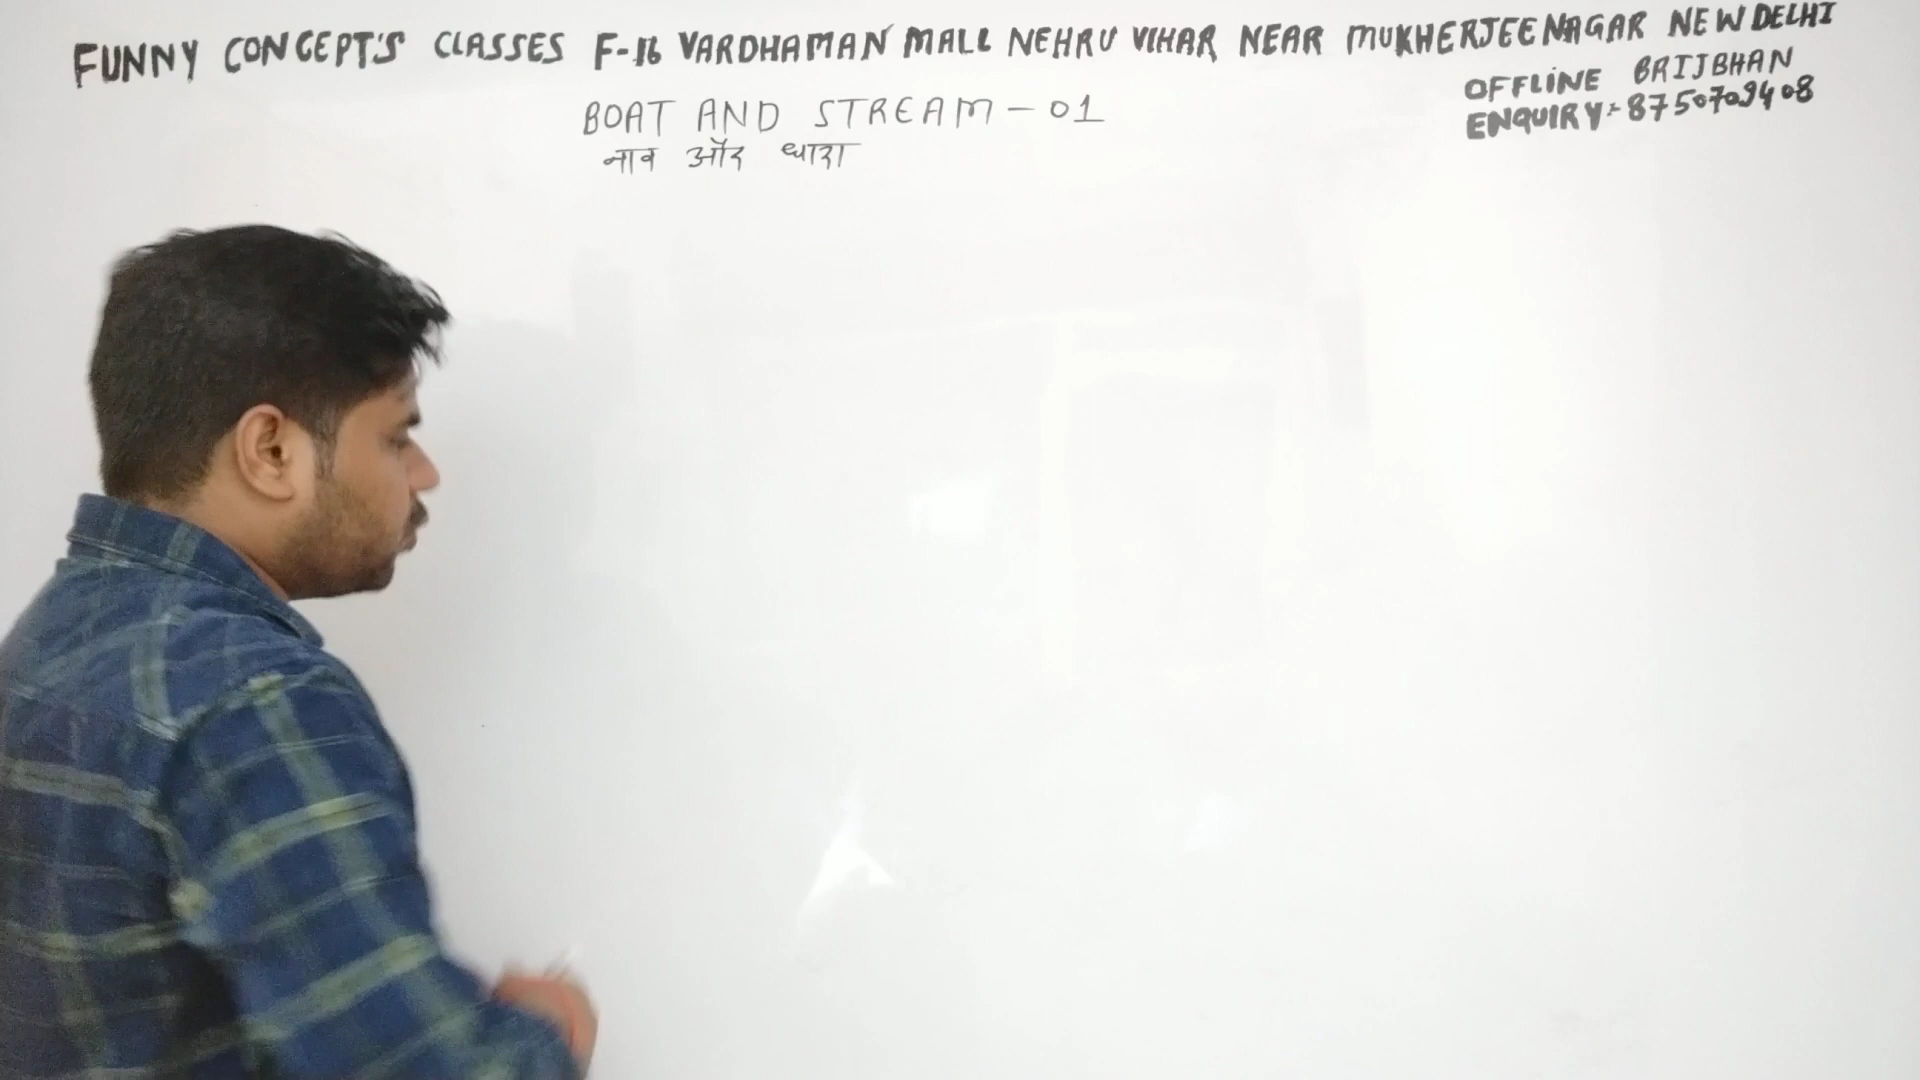 FUNNY CONCEPT'S CLASSES F-16 VARDHAMAN MALL NEHRU VIHAR NEAR MUKHERJEE NAGAR NEW DELHI
OFFLINE BRIJBHAN
ENQUIRY:- 8750709408
BOAT AND STREAM - 01
नाव और धारा